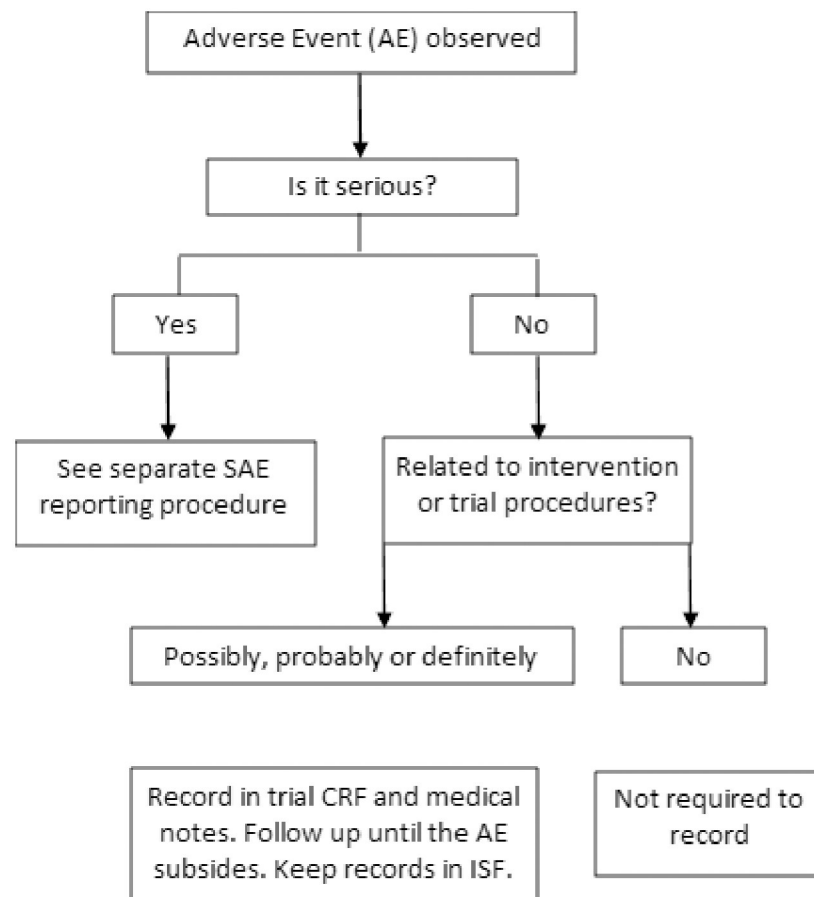 Adverse Event (AE) observed
Is it serious?
Yes
No
See separate SAE
reporting procedure
Related to intervention
or trial procedures?
Possibly, probably or definitely
No
Record in trial CRF and medical
notes. Follow up until the AE
subsides. Keep records in ISF.
Not required to
record